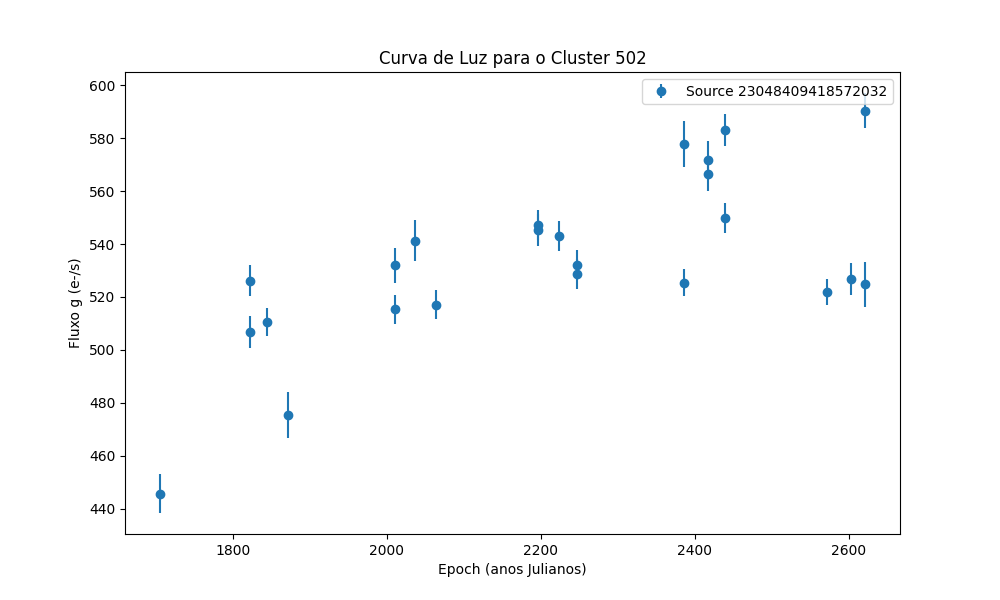 Curva de Luz para o Cluster 502
Source 23048409418572032
Fluxo g (e-/s)
600
580
560
540
520
500
480
460
440
1800 2000 2200 2400 2600
Epoch (anos Julianos)